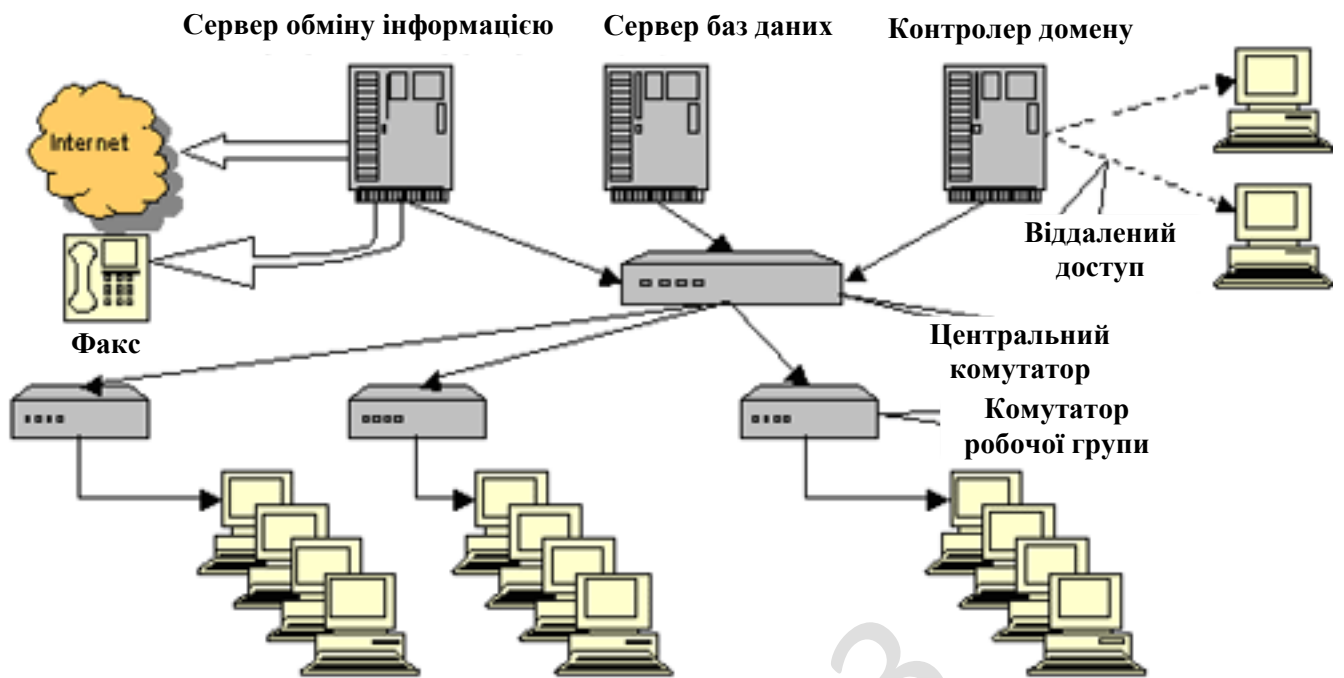 Сервер обміну інформацією
Сервер баз даних
Контролер домену
Internet
Віддалений
доступ
Факс
Центральний
комутатор
Комутатор
робочої групи